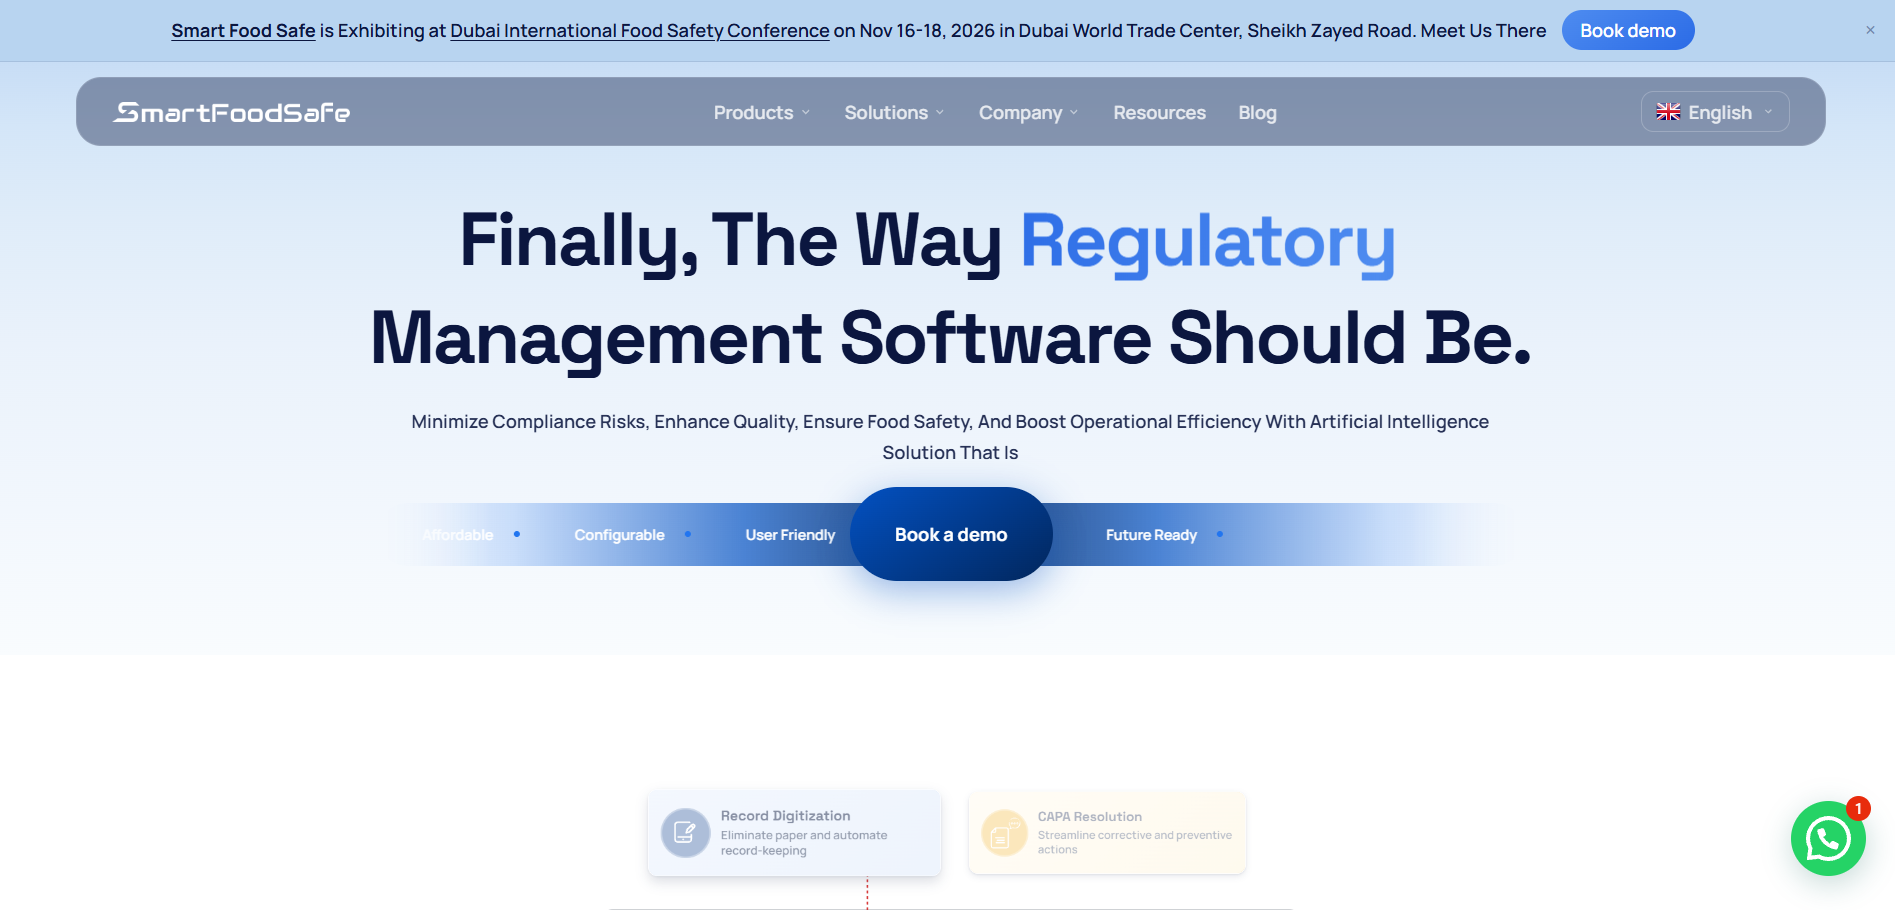 Smart Food Safe is Exhibiting at Dubai International Food Safety Conference on Nov 16-18, 2026 in Dubai World Trade Center, Sheikh Zayed Road. Meet Us There Book demo ×
SmartFoodSafe Products Solutions Company Resources Blog English
Finally, The Way Regulatory
Management Software Should Be.
Minimize Compliance Risks, Enhance Quality, Ensure Food Safety, And Boost Operational Efficiency With Artificial Intelligence
Solution That Is
Affordable • Configurable • User Friendly Book a demo Future Ready •
Record Digitization
Eliminate paper and automate
record-keeping
CAPA Resolution
Streamline corrective and preventive
actions
1